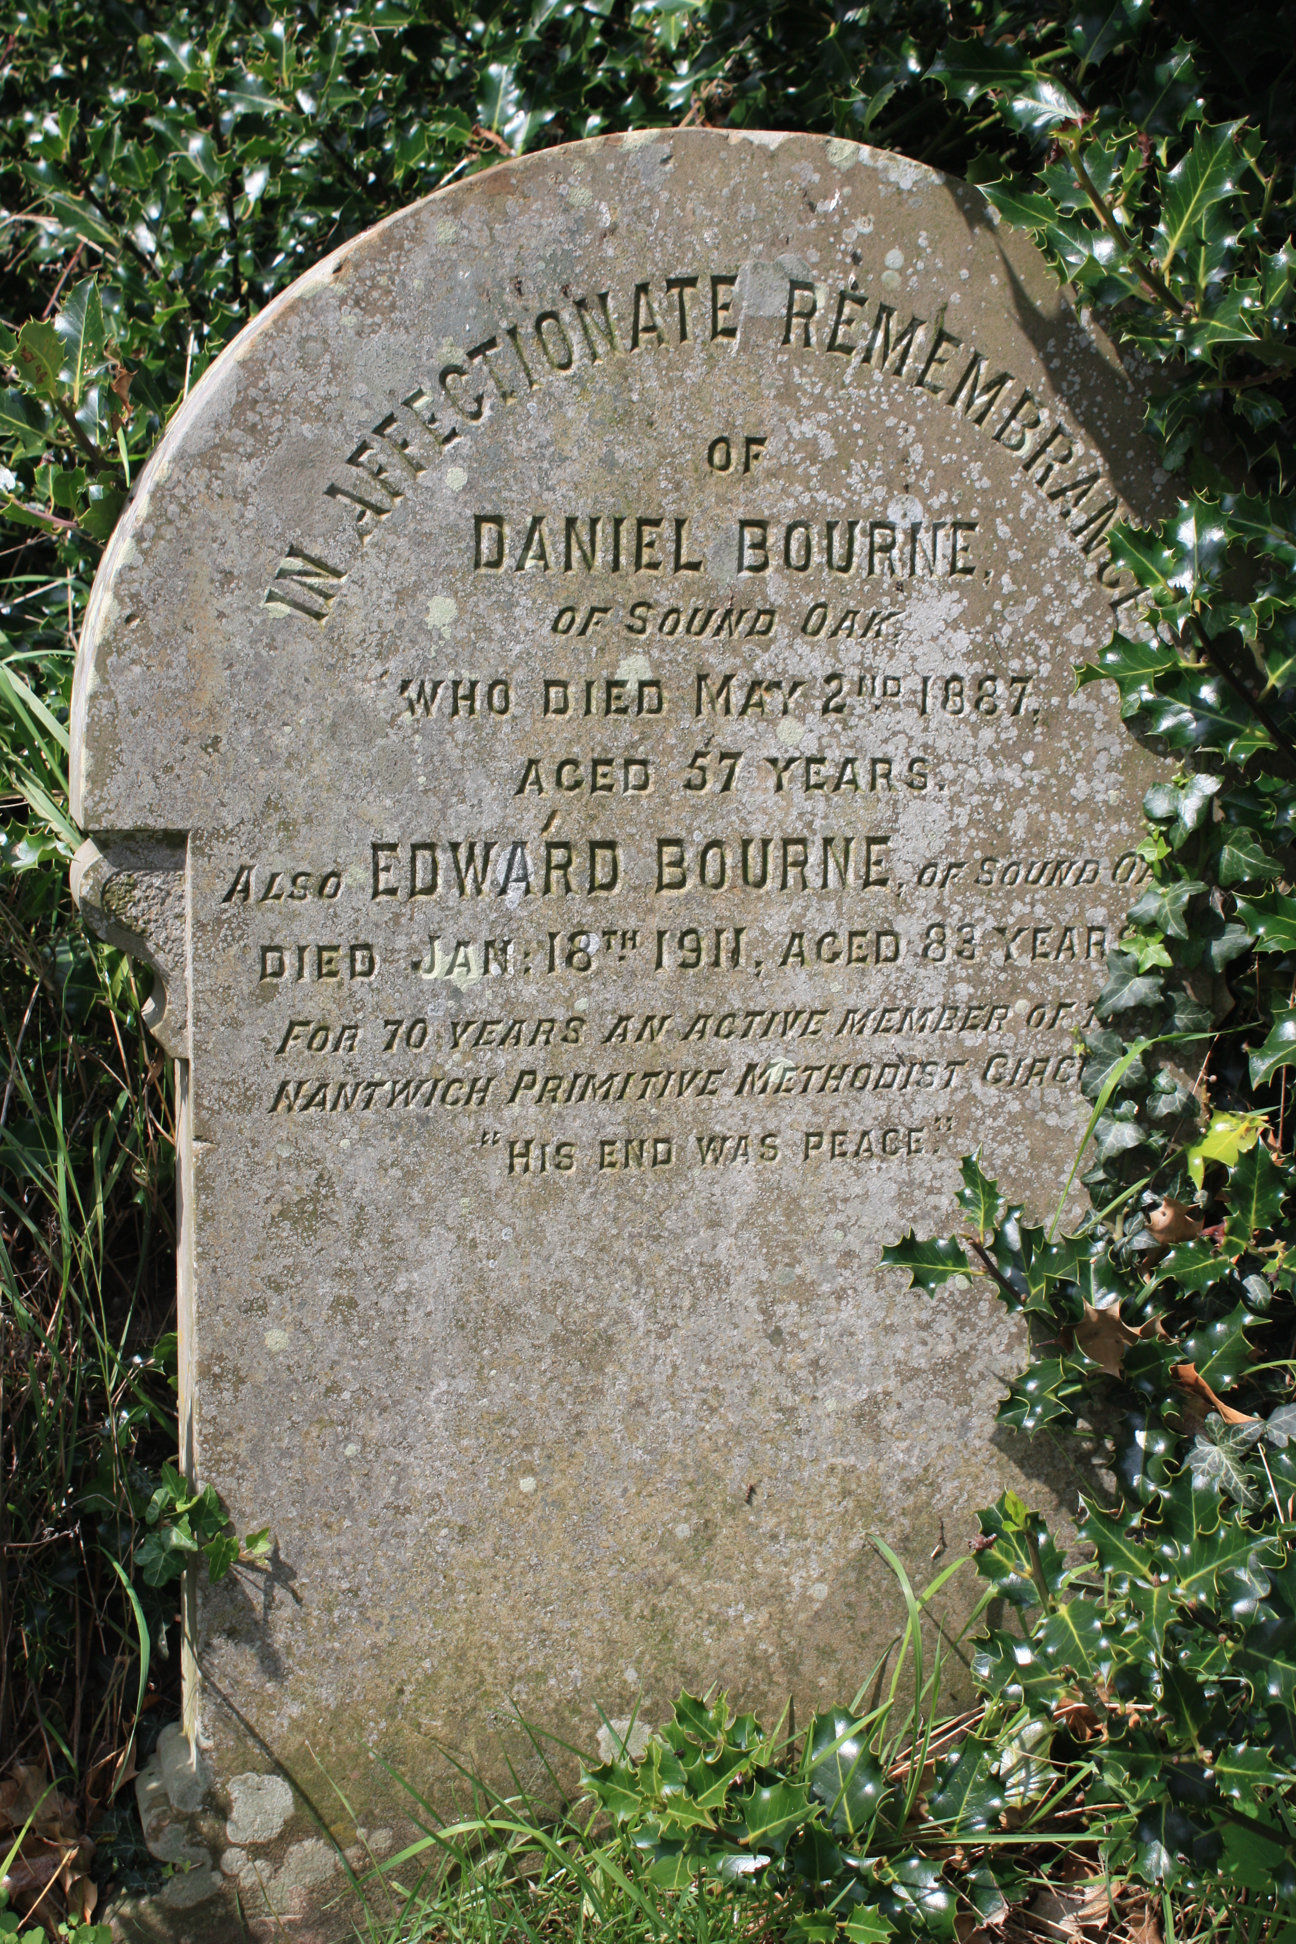 IN AFFECTIONATE REMEMBRANCE
OF
DANIEL BOURNE,
OF SOUND OAK,
WHO DIED MAY 2ND 1887,
AGED 57 YEARS.
ALSO EDWARD BOURNE, OF SOUND
DIED JAN: 18TH 1911, AGED 83 YEARS
FOR 70 YEARS AN ACTIVE MEMBER OF
NANTWICH PRIMITIVE METHODIST
"HIS END WAS PEACE."